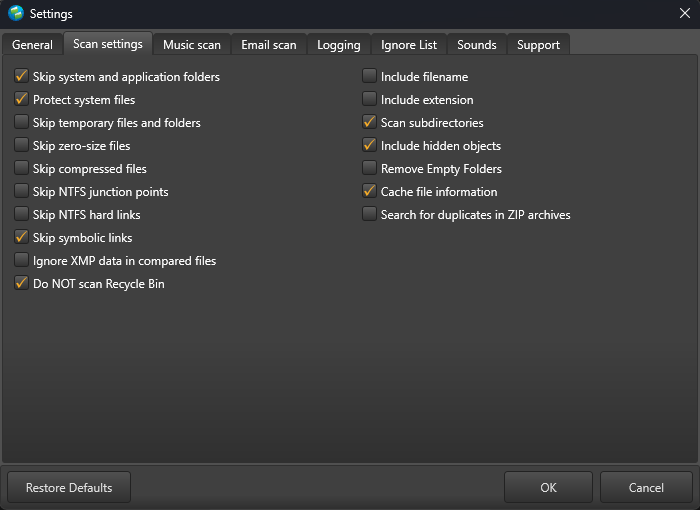 Settings
General
Scan settings
Music scan
Email scan
Logging
Ignore List
Sounds
Support
Skip system and application folders
Protect system files
Skip temporary files and folders
Skip zero-size files
Skip compressed files
Skip NTFS junction points
Skip NTFS hard links
Skip symbolic links
Ignore XMP data in compared files
Do NOT scan Recycle Bin
Include filename
Include extension
Scan subdirectories
Include hidden objects
Remove Empty Folders
Cache file information
Search for duplicates in ZIP archives
Restore Defaults
OK
Cancel